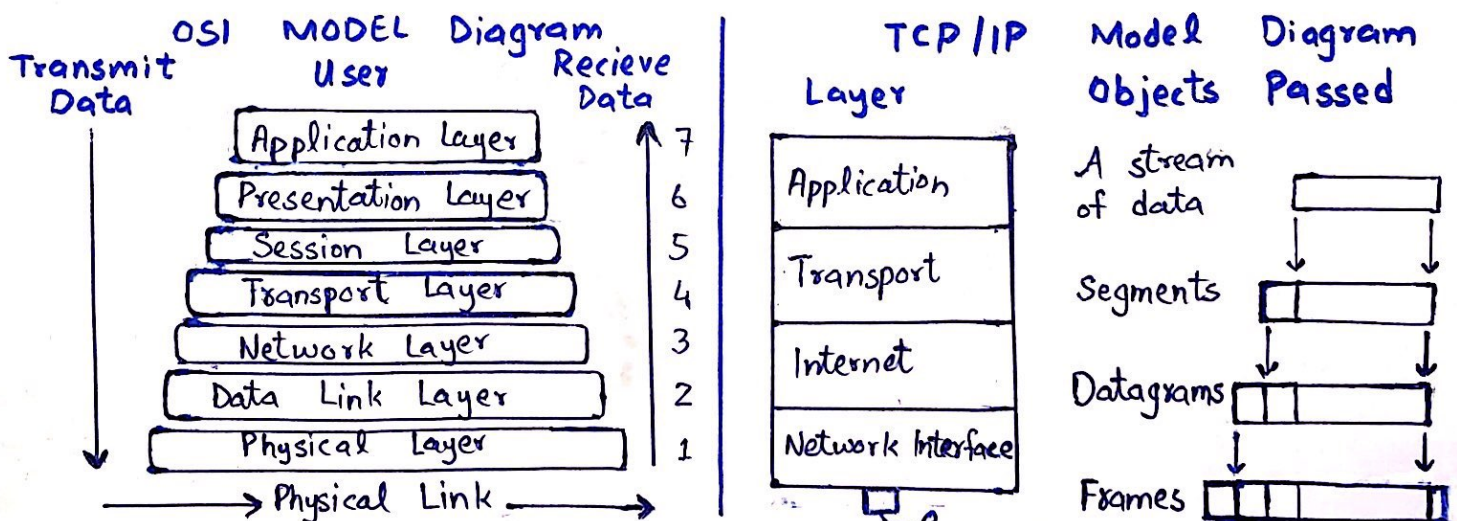 OSI MODEL Diagram
User
Transmit
Data
Recieve
Data
Application Layer 7
Presentation Layer 6
Session Layer 5
Transport Layer 4
Network Layer 3
Data Link Layer 2
Physical Layer 1
Physical Link
TCP/IP Model Diagram
Layer Objects Passed
Application
A stream
of data
Transport
Segments
Internet
Datagrams
Network Interface
Frames